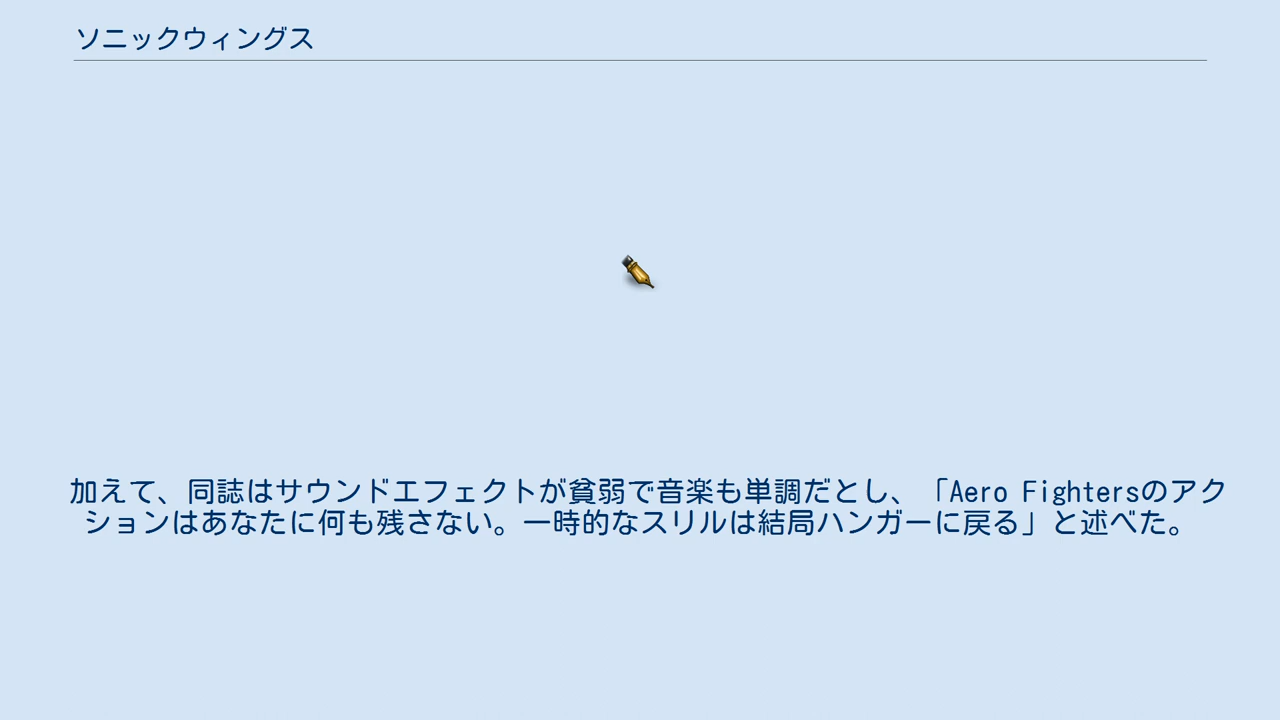 ソニックウィングス
加えて、同誌はサウンドエフェクトが貧弱で音楽も単調だとし、「Aero Fightersのアク
ションはあなたに何も残さない。一時的なスリルは結局ハンガーに戻る」と述べた。